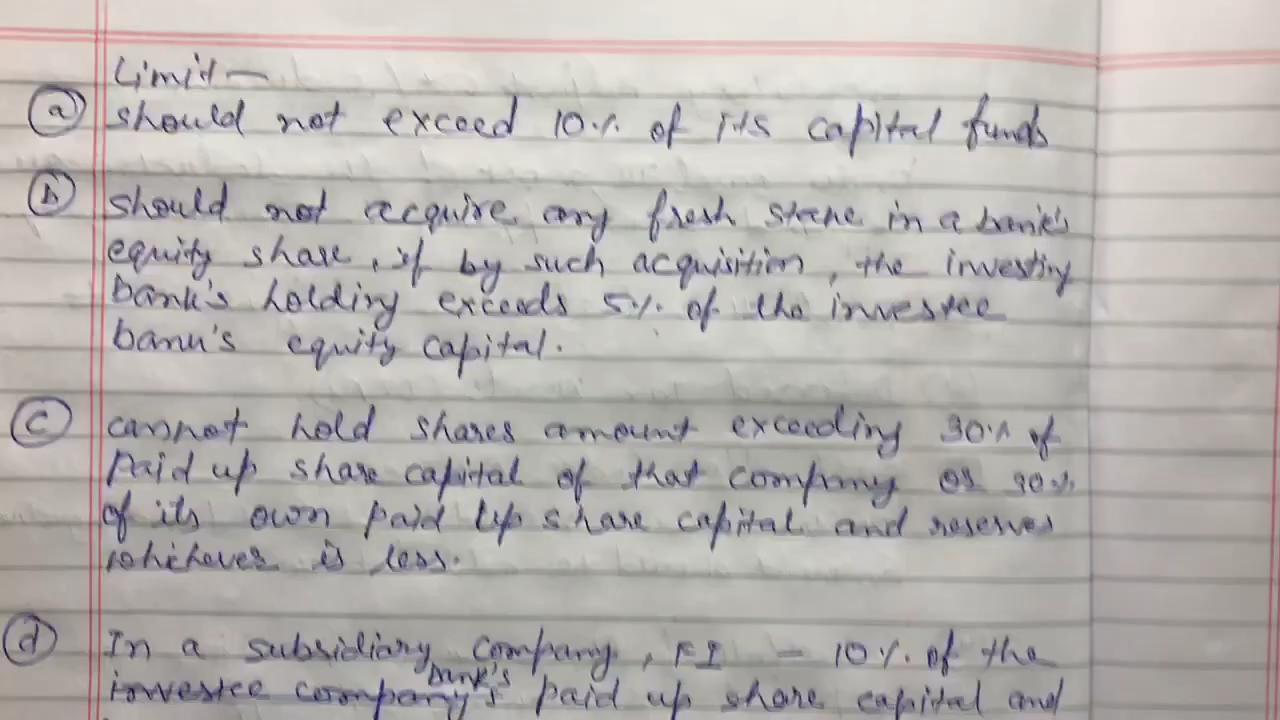 Limit —
(a) should not exceed 10% of its capital funds
(b) should not acquire any fresh stake in a bank's
equity share, if by such acquisition, the investing
bank's holding exceeds 5% of the investee
bank's equity capital.
(c) cannot hold shares amount exceeding 30% of
paid up share capital of that company or 30%
of its own paid up share capital and reserves
whichever is less.
(d) In a subsidiary company, FI — 10% of the
bank's
investee company's paid up share capital and